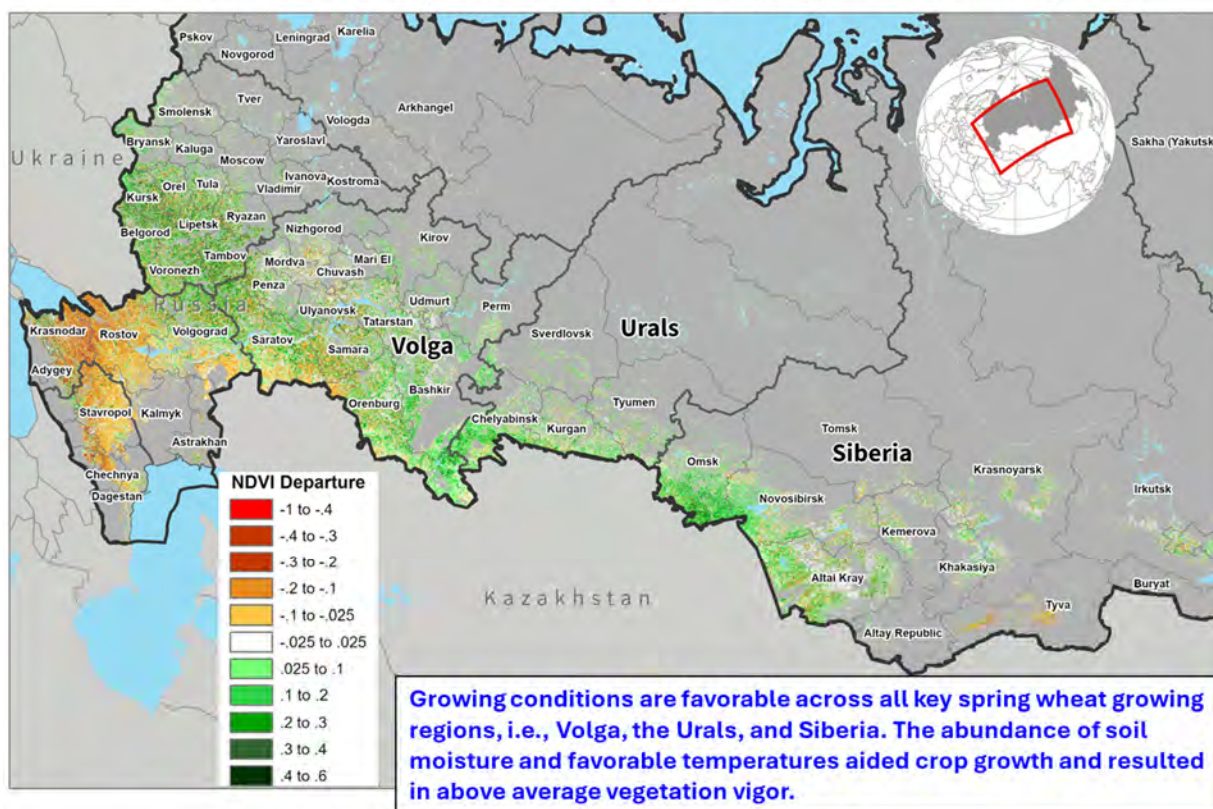 Pskov
Leningrad
Karelia
Novgorod
Tver
Arkhangel
Smolensk
Vologda
Yaroslavl
Sakha (Yakutsk
Ukraine
Bryansk
Kaluga
Moscow
Ivanova
Kostroma
Vladimir
Orel
Tula
Kursk
Ryazan
Lipetsk
Nizhgorod
Kirov
Belgorod
Tambov
Mordva
Mari El
Chuvash
Voronezh
Penza
Udmurt
Perm
Russia
Ulyanovsk
Tatarstan
Sverdlovsk
Urals
Krasnodar
Rostov
Volgograd
Saratov
Samara
Volga
Adygey
Bashkir
Stavropol
Kalmyk
Orenburg
Chelyabinsk
Kurgan
Tyumen
Tomsk
Astrakhan
Siberia
Omsk
Krasnoyarsk
Novosibirsk
Irkutsk
Chechnya
Dagestan
Kemerova
Khakasiya
Altai Kray
Buryat
Tyva
Altay Republic
Kazakhstan
NDVI Departure
-1 to -.4
-.4 to -.3
-.3 to -.2
-.2 to -.1
-.1 to -.025
-.025 to .025
.025 to .1
.1 to .2
.2 to .3
.3 to .4
.4 to .6
Growing conditions are favorable across all key spring wheat growing
regions, i.e., Volga, the Urals, and Siberia. The abundance of soil
moisture and favorable temperatures aided crop growth and resulted
in above average vegetation vigor.